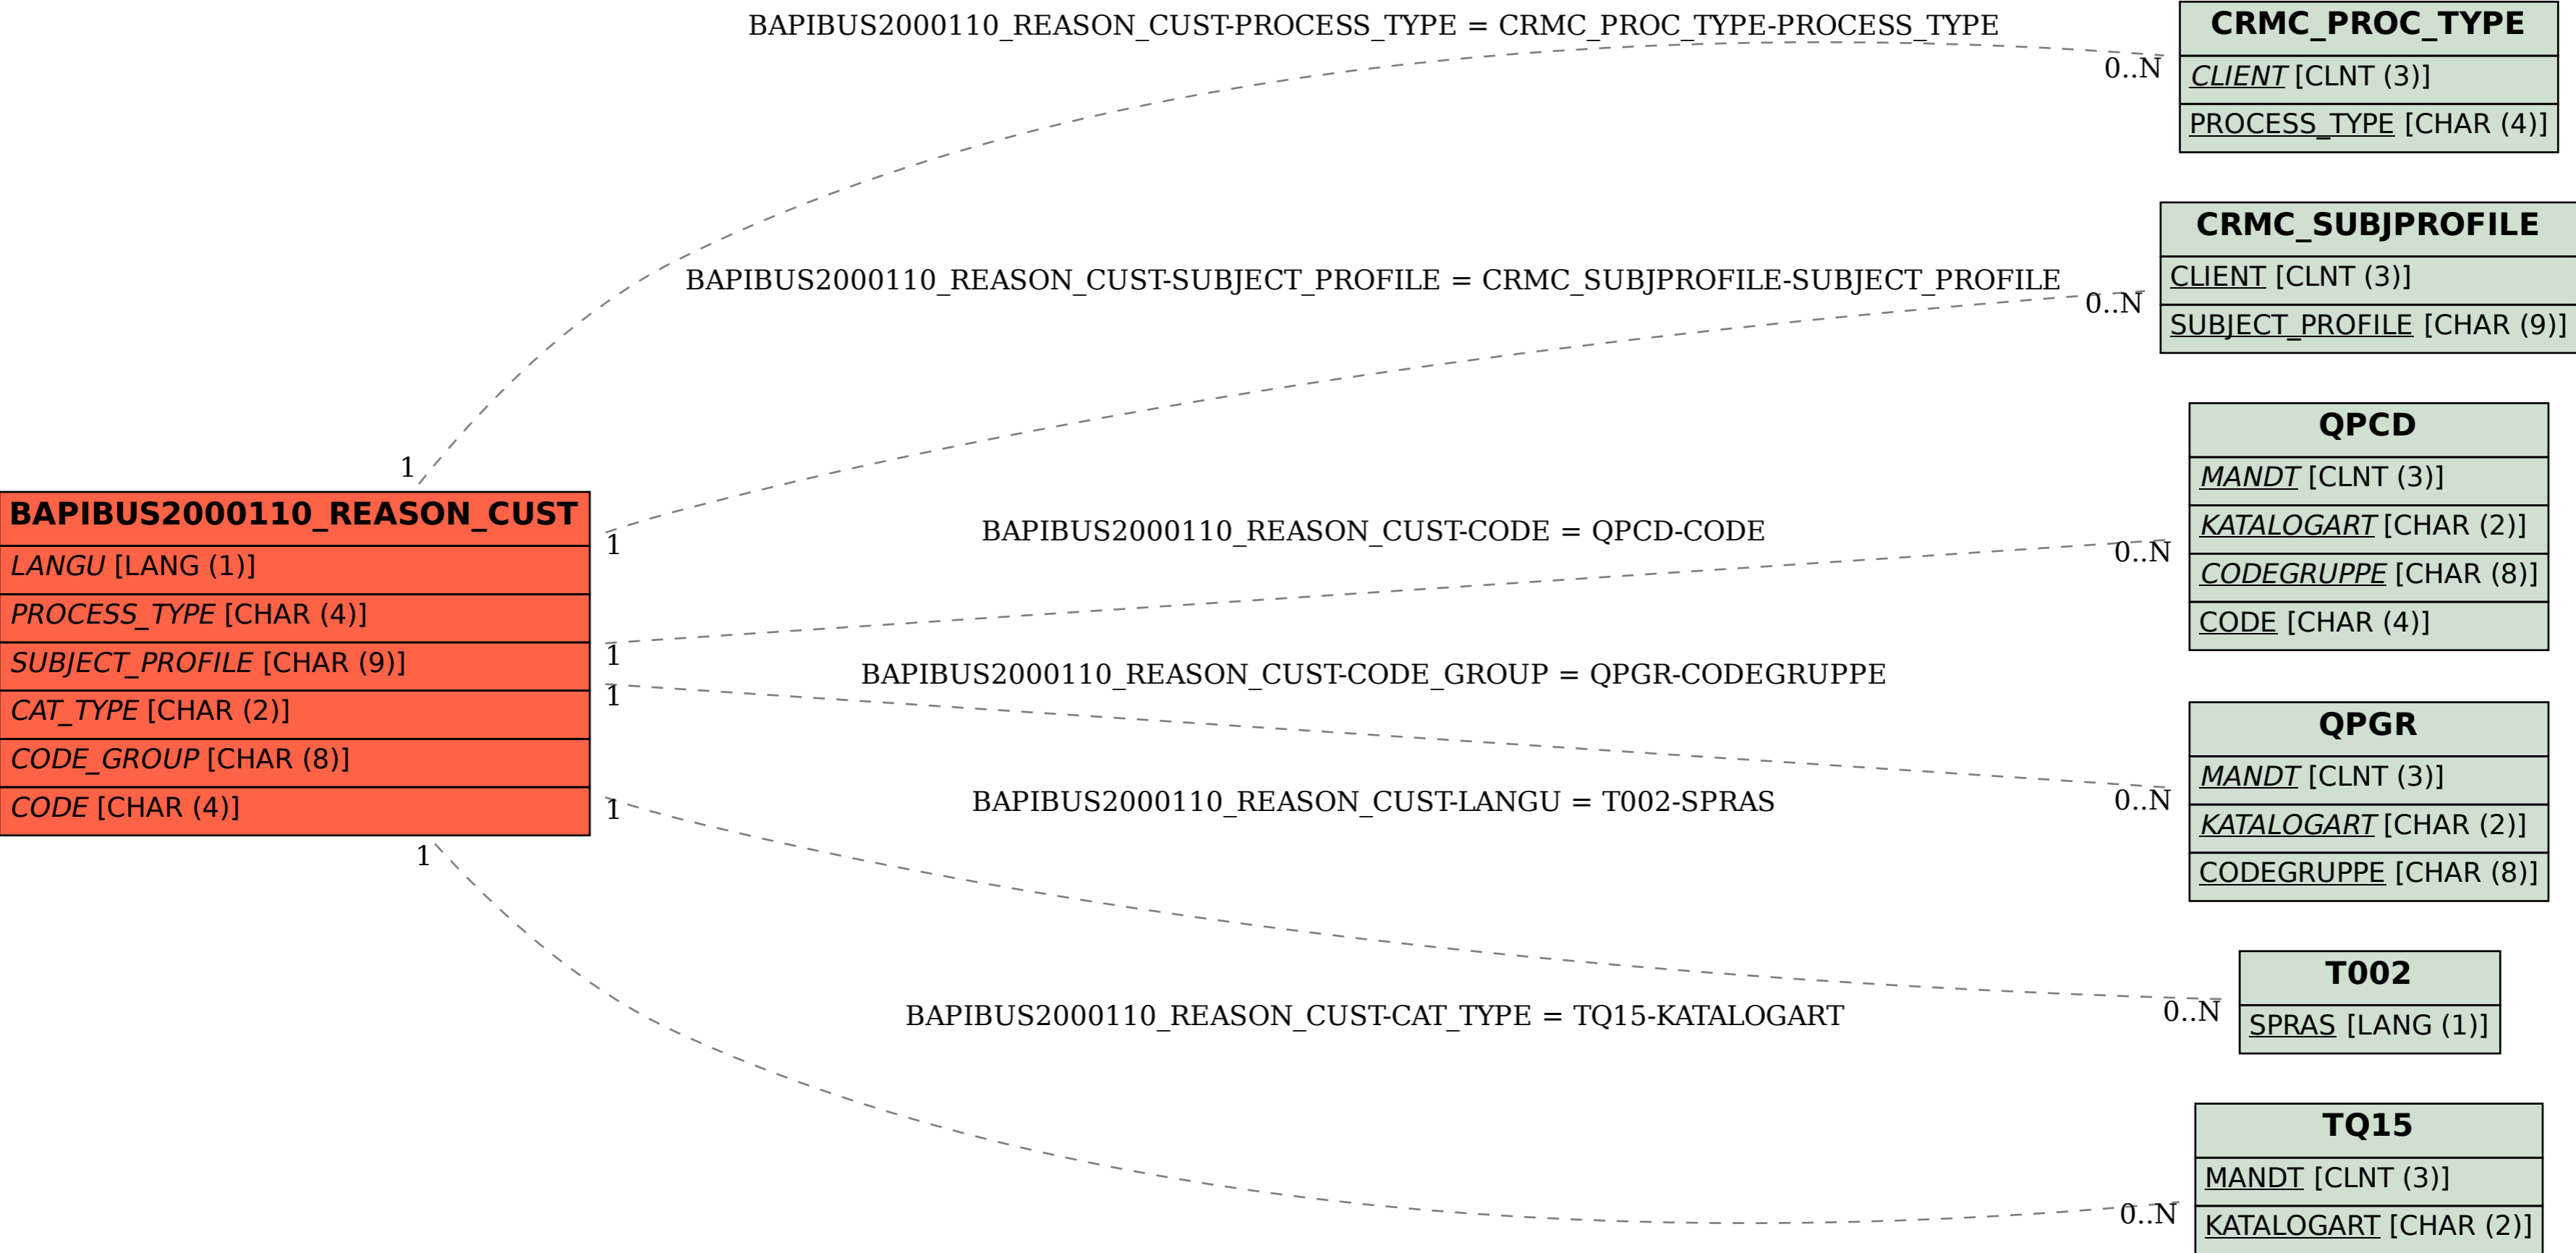 BAPIBUS2000110_REASON_CUST-PROCESS_TYPE = CRMC_PROC_TYPE-PROCESS_TYPE
0..N
1
CRMC_PROC_TYPE
CLIENT [CLNT (3)]
PROCESS_TYPE [CHAR (4)]
BAPIBUS2000110_REASON_CUST-SUBJECT_PROFILE = CRMC_SUBJPROFILE-SUBJECT_PROFILE
0..N
1
CRMC_SUBJPROFILE
CLIENT [CLNT (3)]
SUBJECT_PROFILE [CHAR (9)]
BAPIBUS2000110_REASON_CUST
LANGU [LANG (1)]
PROCESS_TYPE [CHAR (4)]
SUBJECT_PROFILE [CHAR (9)]
CAT_TYPE [CHAR (2)]
CODE_GROUP [CHAR (8)]
CODE [CHAR (4)]
BAPIBUS2000110_REASON_CUST-CODE = QPCD-CODE
0..N
1
QPCD
MANDT [CLNT (3)]
KATALOGART [CHAR (2)]
CODEGRUPPE [CHAR (8)]
CODE [CHAR (4)]
BAPIBUS2000110_REASON_CUST-CODE_GROUP = QPGR-CODEGRUPPE
0..N
1
QPGR
MANDT [CLNT (3)]
KATALOGART [CHAR (2)]
CODEGRUPPE [CHAR (8)]
BAPIBUS2000110_REASON_CUST-LANGU = T002-SPRAS
0..N
1
T002
SPRAS [LANG (1)]
BAPIBUS2000110_REASON_CUST-CAT_TYPE = TQ15-KATALOGART
0..N
1
TQ15
MANDT [CLNT (3)]
KATALOGART [CHAR (2)]